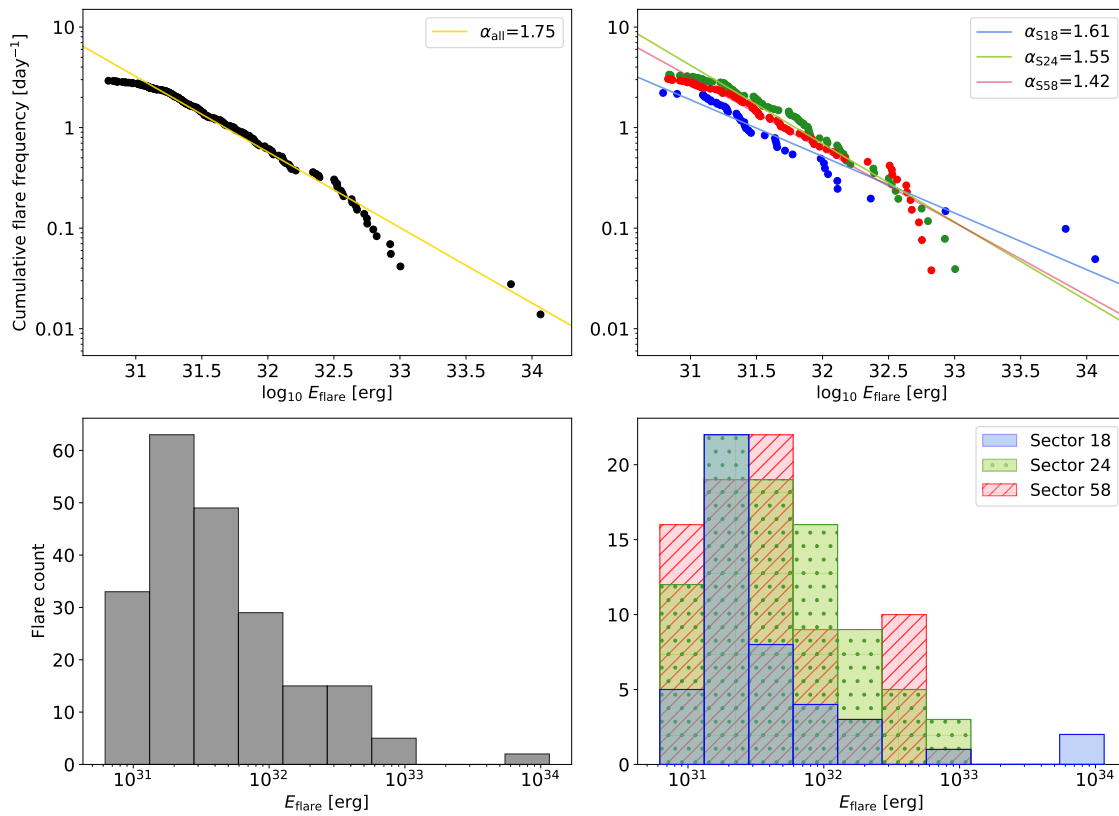 Cumulative flare frequency [day⁻¹]
10
1
0.1
0.01
α_all=1.75
31 31.5 32 32.5 33 33.5 34
log₁₀ E_flare [erg]
10
1
0.1
0.01
α_S18=1.61
α_S24=1.55
α_S58=1.42
31 31.5 32 32.5 33 33.5 34
log₁₀ E_flare [erg]
Flare count
60
50
40
30
20
10
0
10³¹ 10³² 10³³ 10³⁴
E_flare [erg]
20
15
10
5
0
Sector 18
Sector 24
Sector 58
10³¹ 10³² 10³³ 10³⁴
E_flare [erg]